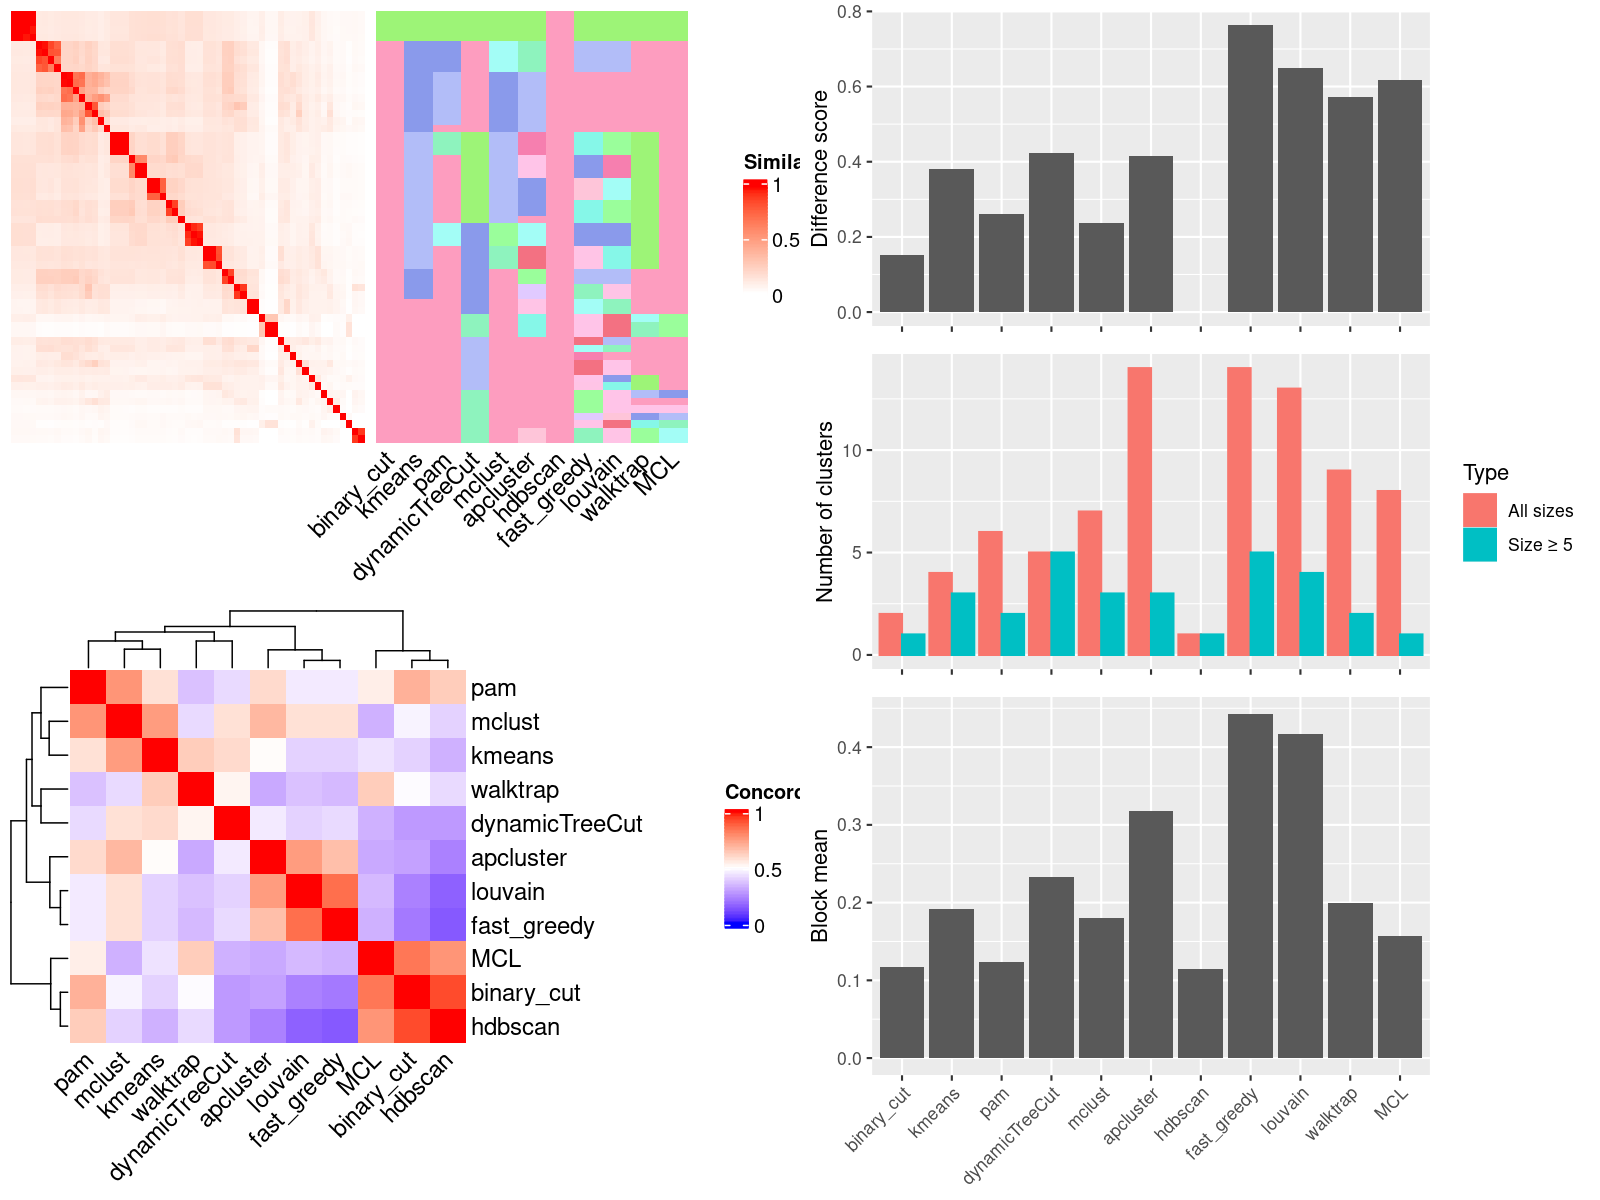 Simila
1
0.5
0
binary_cut
kmeans
pam
dynamicTreeCut
mclust
apcluster
hdbscan
fast_greedy
louvain
walktrap
MCL
pam
mclust
kmeans
walktrap
dynamicTreeCut
apcluster
louvain
fast_greedy
MCL
binary_cut
hdbscan
Concord
1
0.5
0
pam
mclust
kmeans
walktrap
dynamicTreeCut
apcluster
louvain
fast_greedy
MCL
binary_cut
hdbscan
Difference score
0.8
0.6
0.4
0.2
0.0
Number of clusters
10
5
0
Type
All sizes
Size ≥ 5
Block mean
0.4
0.3
0.2
0.1
0.0
binary_cut
kmeans
pam
dynamicTreeCut
mclust
apcluster
hdbscan
fast_greedy
louvain
walktrap
MCL